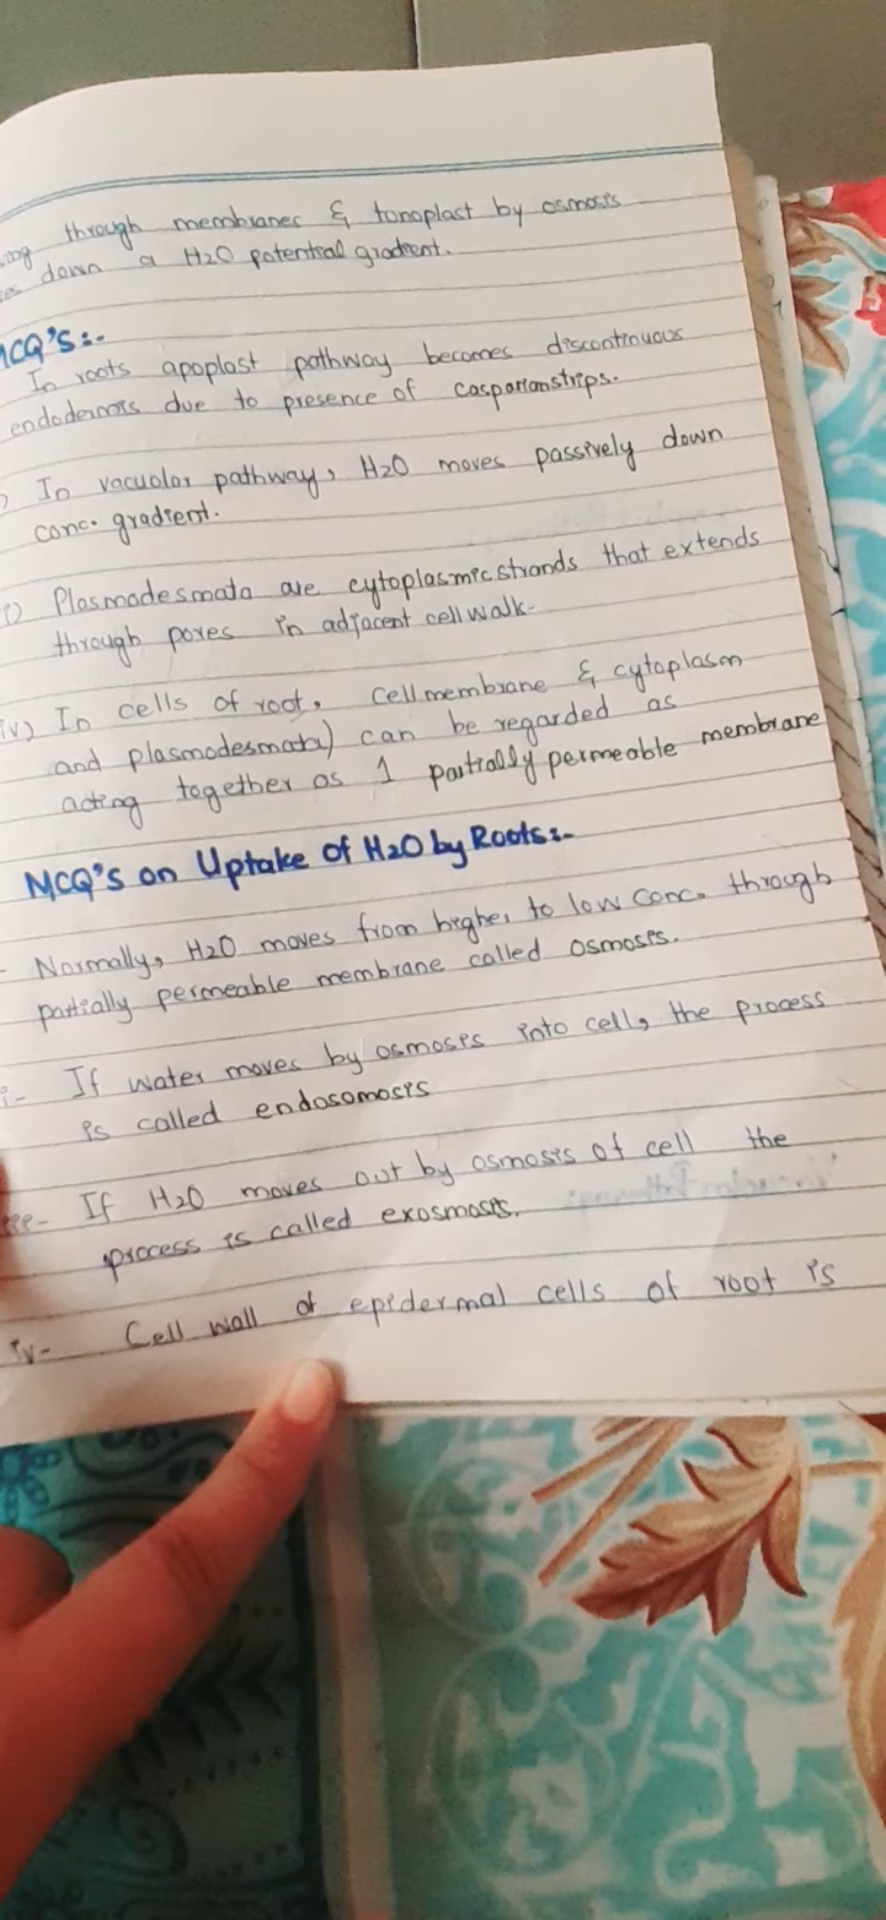 through membranes & tonoplast by osmosis
down a H2O potential gradient.
MCQ's:-
In roots apoplast pathway becomes discontinuous
endodermis due to presence of casparian strips.
In vacuolar pathway, H2O moves passively down
conc. gradient.
Plasmodesmata are cytoplasmic strands that extends
through pores in adjacent cell walk-
iv) In cells of root, cell membrane & cytoplasm
and plasmodesmata) can be regarded as
acting together as 1 partially permeable membrane
MCQ's on Uptake of H2O by Roots:-
- Normally, H2O moves from higher to low conc. through
partially permeable membrane called osmosis.
i- If water moves by osmosis into cell, the process
is called endosomosis
If H2O moves out by osmosis of cell the
process is called exosmosis.
iv- Cell wall of epidermal cells of root is